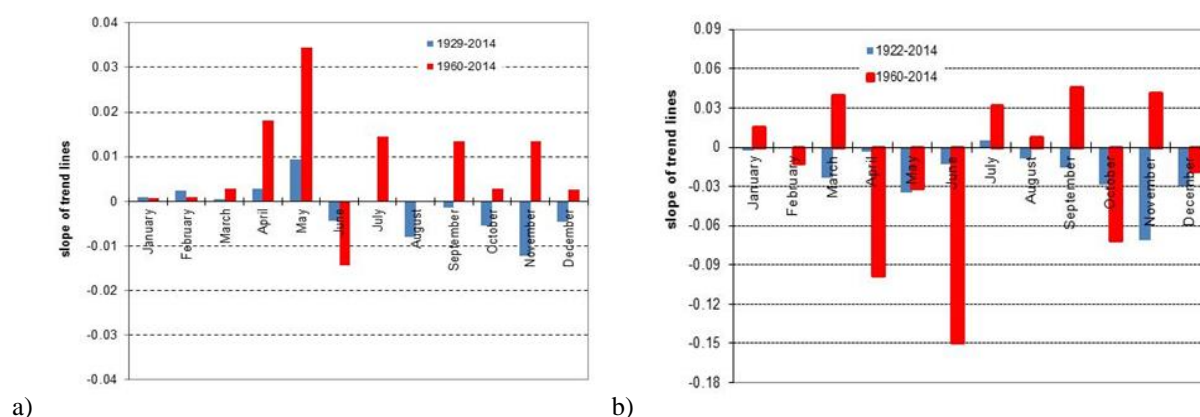 0.04
0.03
0.02
0.01
0
-0.01
-0.02
-0.03
-0.04
slope of trend lines
1929-2014
1960-2014
January
February
March
April
May
June
July
August
September
October
November
December
a)
0.09
0.06
0.03
0
-0.03
-0.06
-0.09
-0.12
-0.15
-0.18
slope of trend lines
1922-2014
1960-2014
January
February
March
April
May
June
July
August
September
October
November
December
b)